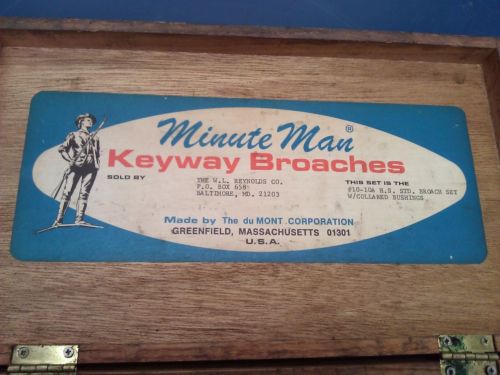 Minute Man®
Keyway Broaches
SOLD BY
THE W.L. REYNOLDS CO.
P.O. BOX 658
BALTIMORE, MD. 21203
THIS SET IS THE
#10-10A H.S. STD. BROACH SET
W/COLLARED BUSHINGS
Made by The du MONT CORPORATION
GREENFIELD, MASSACHUSETTS 01301
U.S.A.